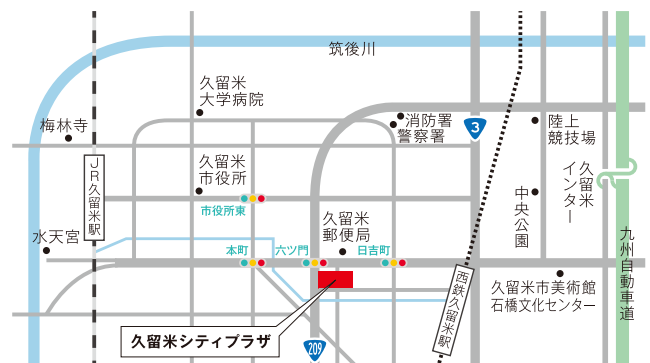 筑後川
久留米
大学病院
消防署
警察署
3
陸上
競技場
梅林寺
久留米
市役所
久留米
インター
JR久留米駅
中央公園
市役所東
久留米
郵便局
水天宮
本町
六ツ門
日吉町
九州自動車道
西鉄久留米駅
久留米市美術館
石橋文化センター
久留米シティプラザ
209